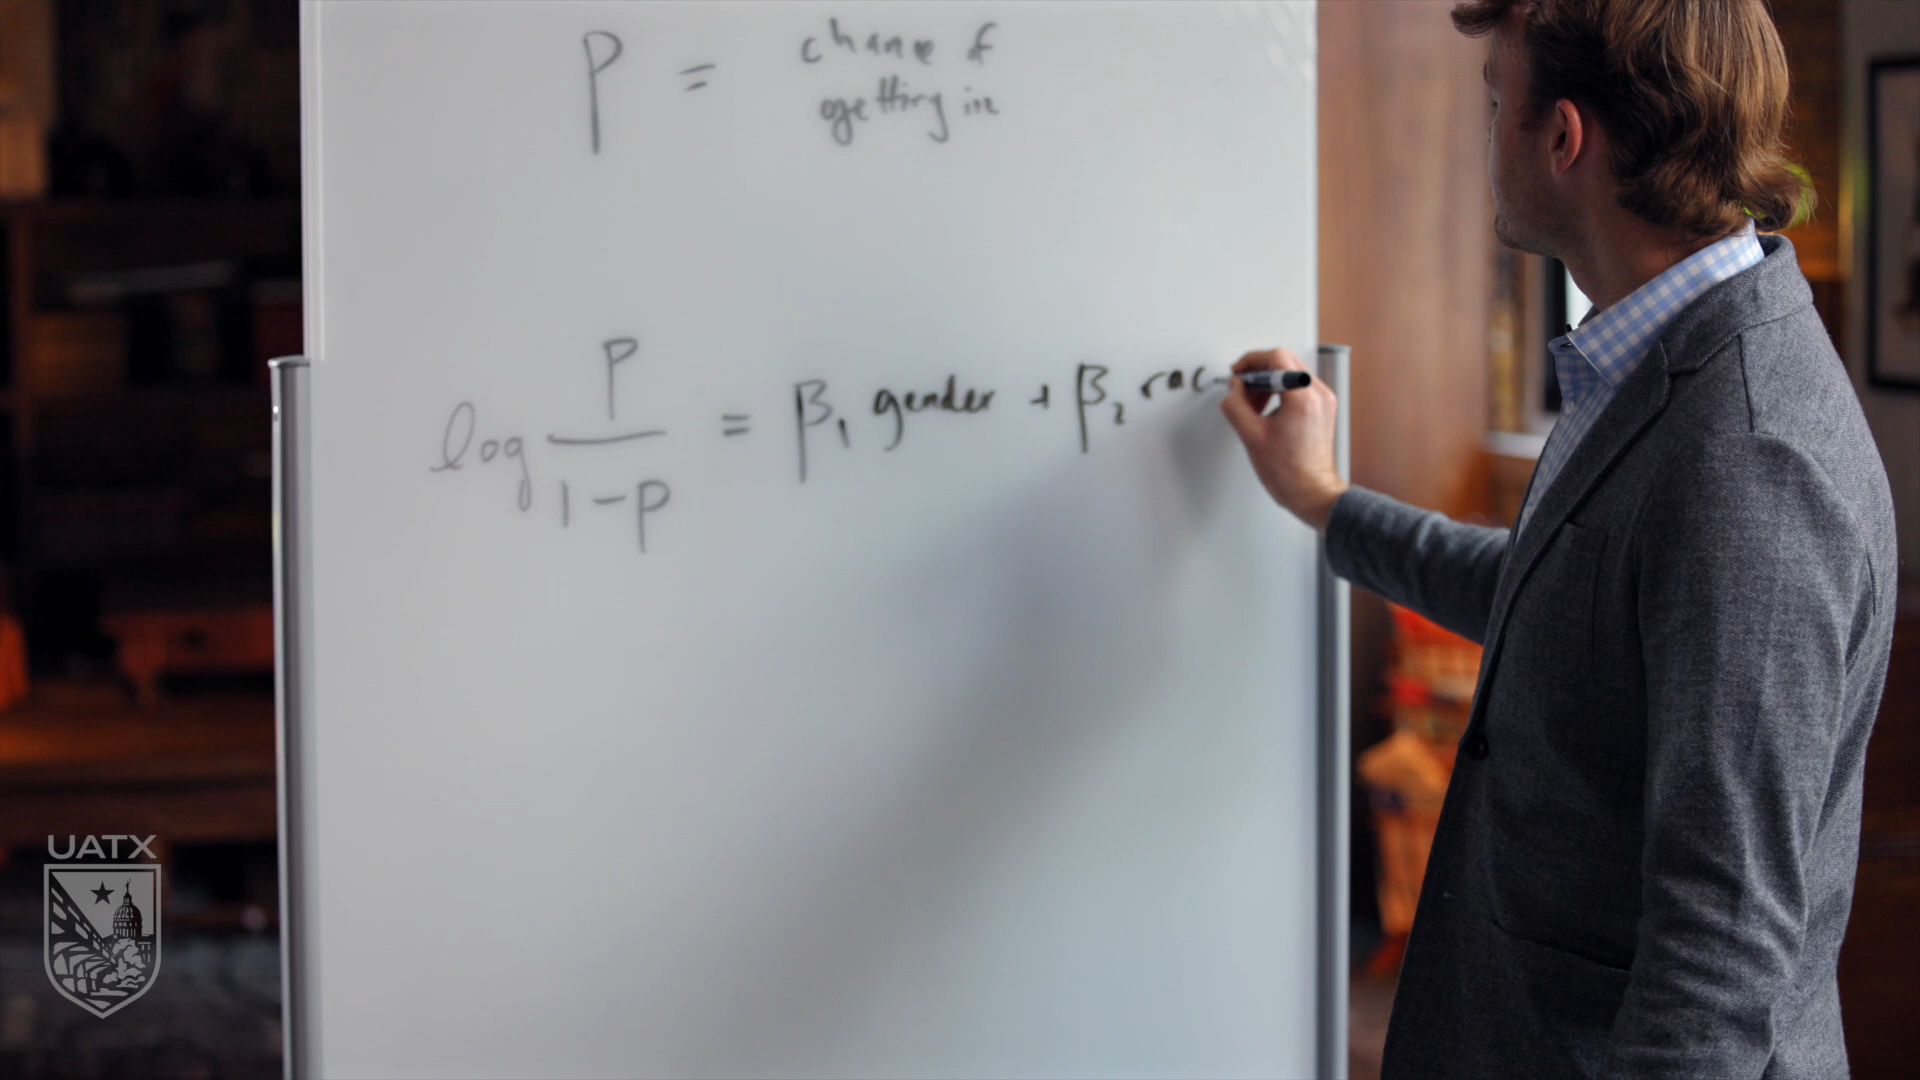 P = chance of
getting in
log P / 1-P = β₁ gender + β₂ rac
UATX